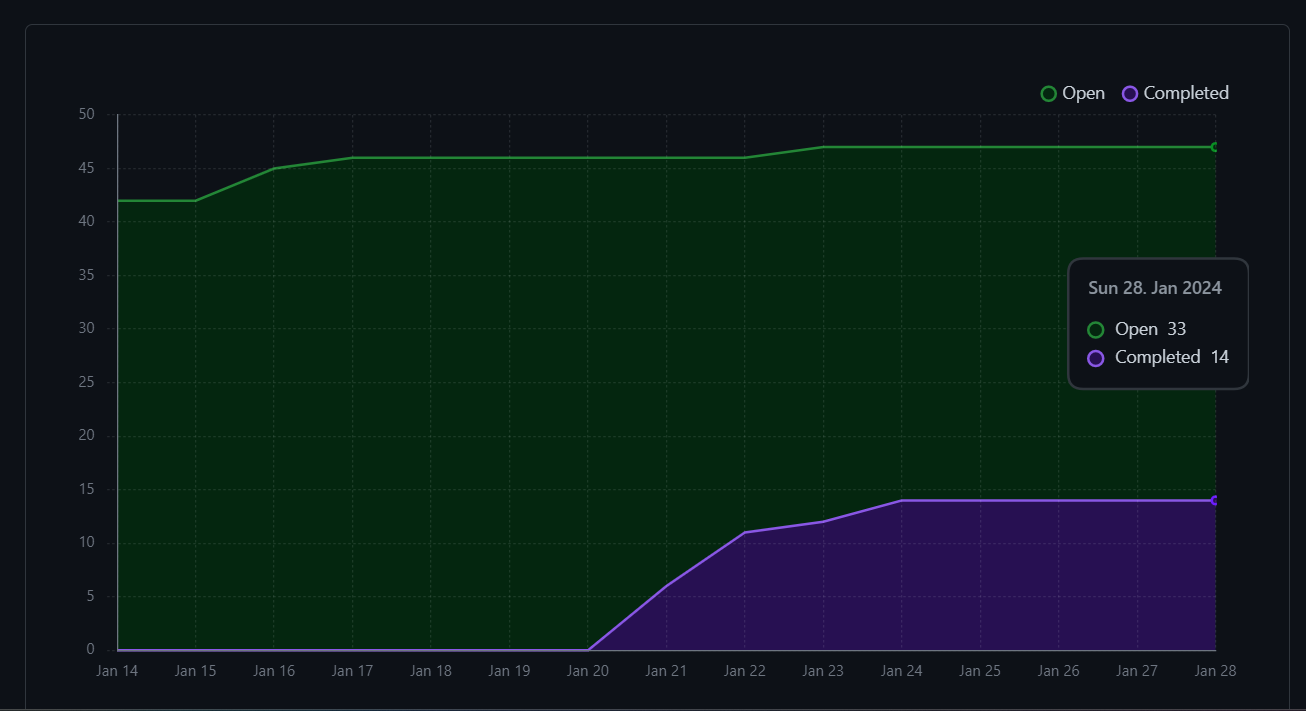 Open Completed
50
45
40
35
30
25
20
15
10
5
0
Sun 28. Jan 2024
Open 33
Completed 14
Jan 14 Jan 15 Jan 16 Jan 17 Jan 18 Jan 19 Jan 20 Jan 21 Jan 22 Jan 23 Jan 24 Jan 25 Jan 26 Jan 27 Jan 28